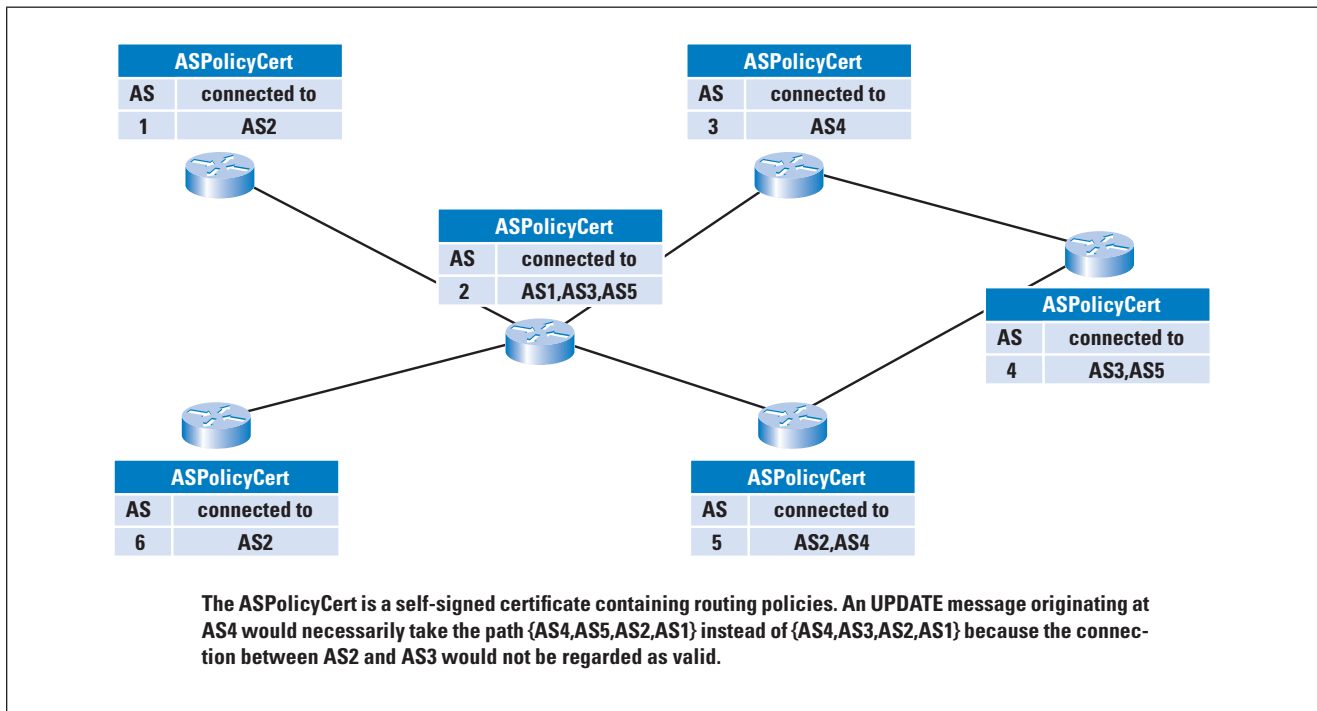 ASPolicyCert
AS connected to
1 AS2
ASPolicyCert
AS connected to
3 AS4
ASPolicyCert
AS connected to
2 AS1,AS3,AS5
ASPolicyCert
AS connected to
4 AS3,AS5
ASPolicyCert
AS connected to
6 AS2
ASPolicyCert
AS connected to
5 AS2,AS4
The ASPolicyCert is a self-signed certificate containing routing policies. An UPDATE message originating at
AS4 would necessarily take the path {AS4,AS5,AS2,AS1} instead of {AS4,AS3,AS2,AS1} because the connec-
tion between AS2 and AS3 would not be regarded as valid.